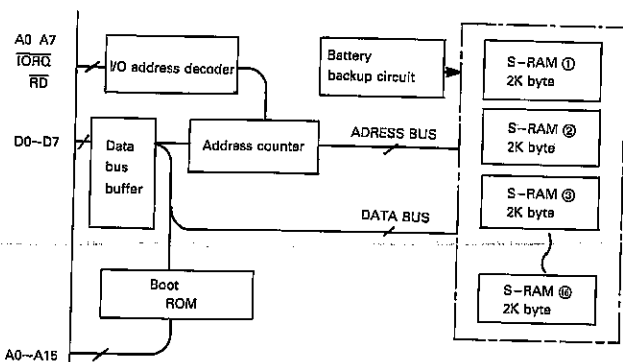 A0 A7
IORQ
RD
I/O address decoder
Battery
backup circuit
S-RAM ①
2K byte
D0~D7
Data
bus
buffer
Address counter
ADRESS BUS
S-RAM ②
2K byte
S-RAM ③
2K byte
DATA BUS
Boot
ROM
S-RAM ⑯
2K byte
A0~A15